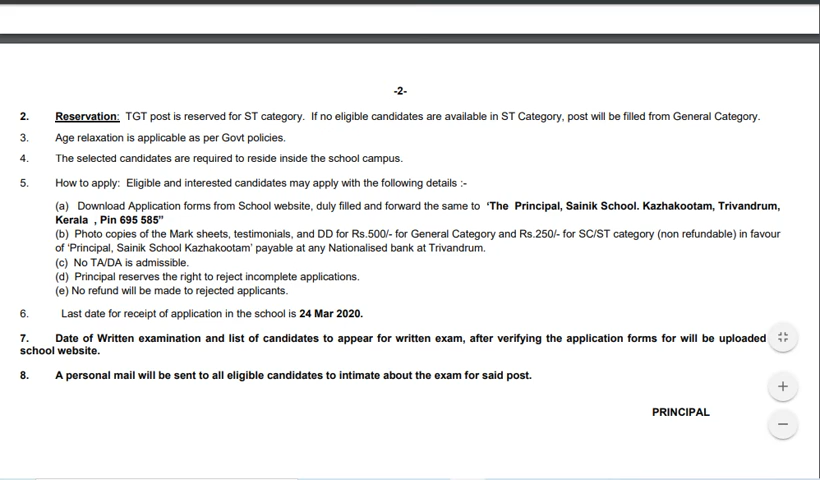 -2-
2. Reservation: TGT post is reserved for ST category. If no eligible candidates are available in ST Category, post will be filled from General Category.
3. Age relaxation is applicable as per Govt policies.
4. The selected candidates are required to reside inside the school campus.
5. How to apply: Eligible and interested candidates may apply with the following details :-
(a) Download Application forms from School website, duly filled and forward the same to ‘The Principal, Sainik School. Kazhakootam, Trivandrum,
Kerala , Pin 695 585”
(b) Photo copies of the Mark sheets, testimonials, and DD for Rs.500/- for General Category and Rs.250/- for SC/ST category (non refundable) in favour
of ‘Principal, Sainik School Kazhakootam’ payable at any Nationalised bank at Trivandrum.
(c) No TA/DA is admissible.
(d) Principal reserves the right to reject incomplete applications.
(e) No refund will be made to rejected applicants.
6. Last date for receipt of application in the school is 24 Mar 2020.
7. Date of Written examination and list of candidates to appear for written exam, after verifying the application forms for will be uploaded
school website.
8. A personal mail will be sent to all eligible candidates to intimate about the exam for said post.
PRINCIPAL